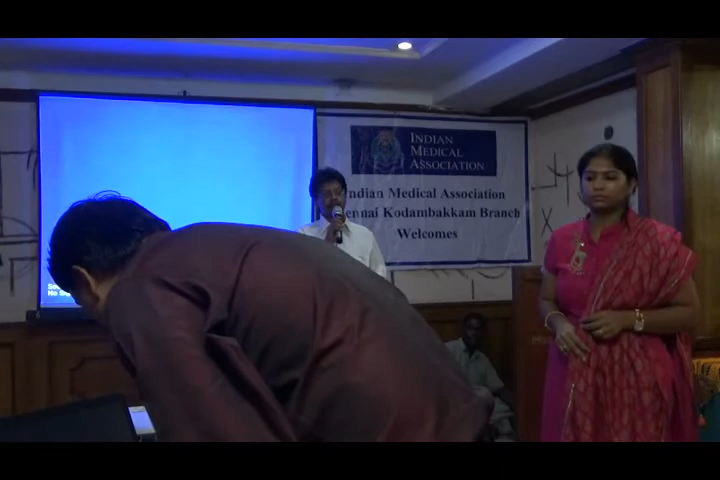 INDIAN
MEDICAL
ASSOCIATION
Indian Medical Association
Kodambakkam Branch
Welcomes